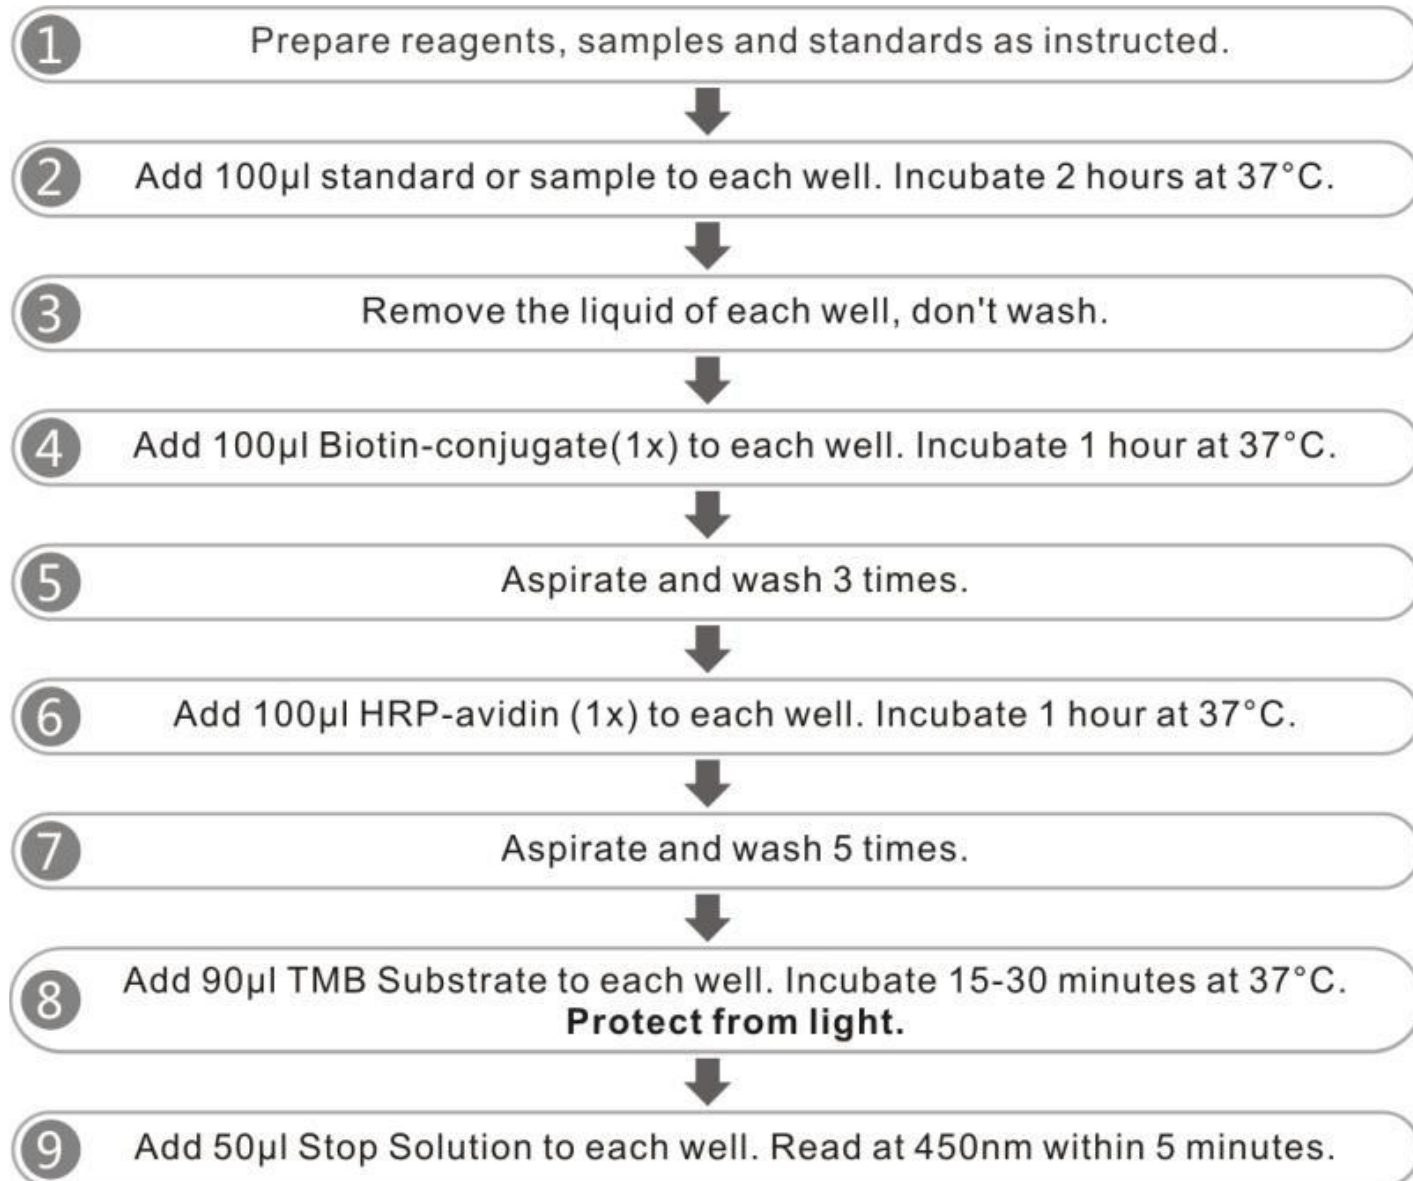 1 Prepare reagents, samples and standards as instructed.
2 Add 100μl standard or sample to each well. Incubate 2 hours at 37°C.
3 Remove the liquid of each well, don't wash.
4 Add 100μl Biotin-conjugate(1x) to each well. Incubate 1 hour at 37°C.
5 Aspirate and wash 3 times.
6 Add 100μl HRP-avidin (1x) to each well. Incubate 1 hour at 37°C.
7 Aspirate and wash 5 times.
8 Add 90μl TMB Substrate to each well. Incubate 15-30 minutes at 37°C.
Protect from light.
9 Add 50μl Stop Solution to each well. Read at 450nm within 5 minutes.